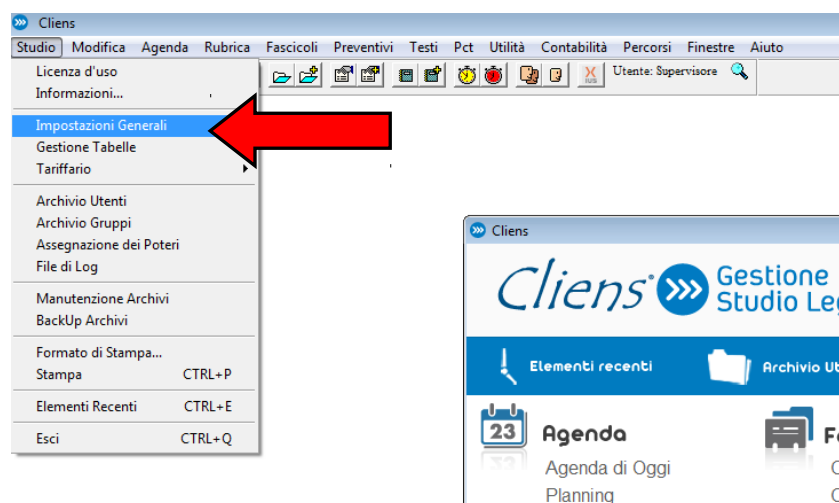 Cliens
Studio Modifica Agenda Rubrica Fascicoli Preventivi Testi Pct Utilità Contabilità Percorsi Finestre Aiuto
Utente: Supervisore
Licenza d'uso
Informazioni...
Impostazioni Generali
Gestione Tabelle
Tariffario
Archivio Utenti
Archivio Gruppi
Assegnazione dei Poteri
File di Log
Manutenzione Archivi
BackUp Archivi
Formato di Stampa...
Stampa CTRL+P
Elementi Recenti CTRL+E
Esci CTRL+Q
Cliens
Cliens Gestione
Studio Leg
Elementi recenti Archivio Ut
23 Agenda
Agenda di Oggi
Planning